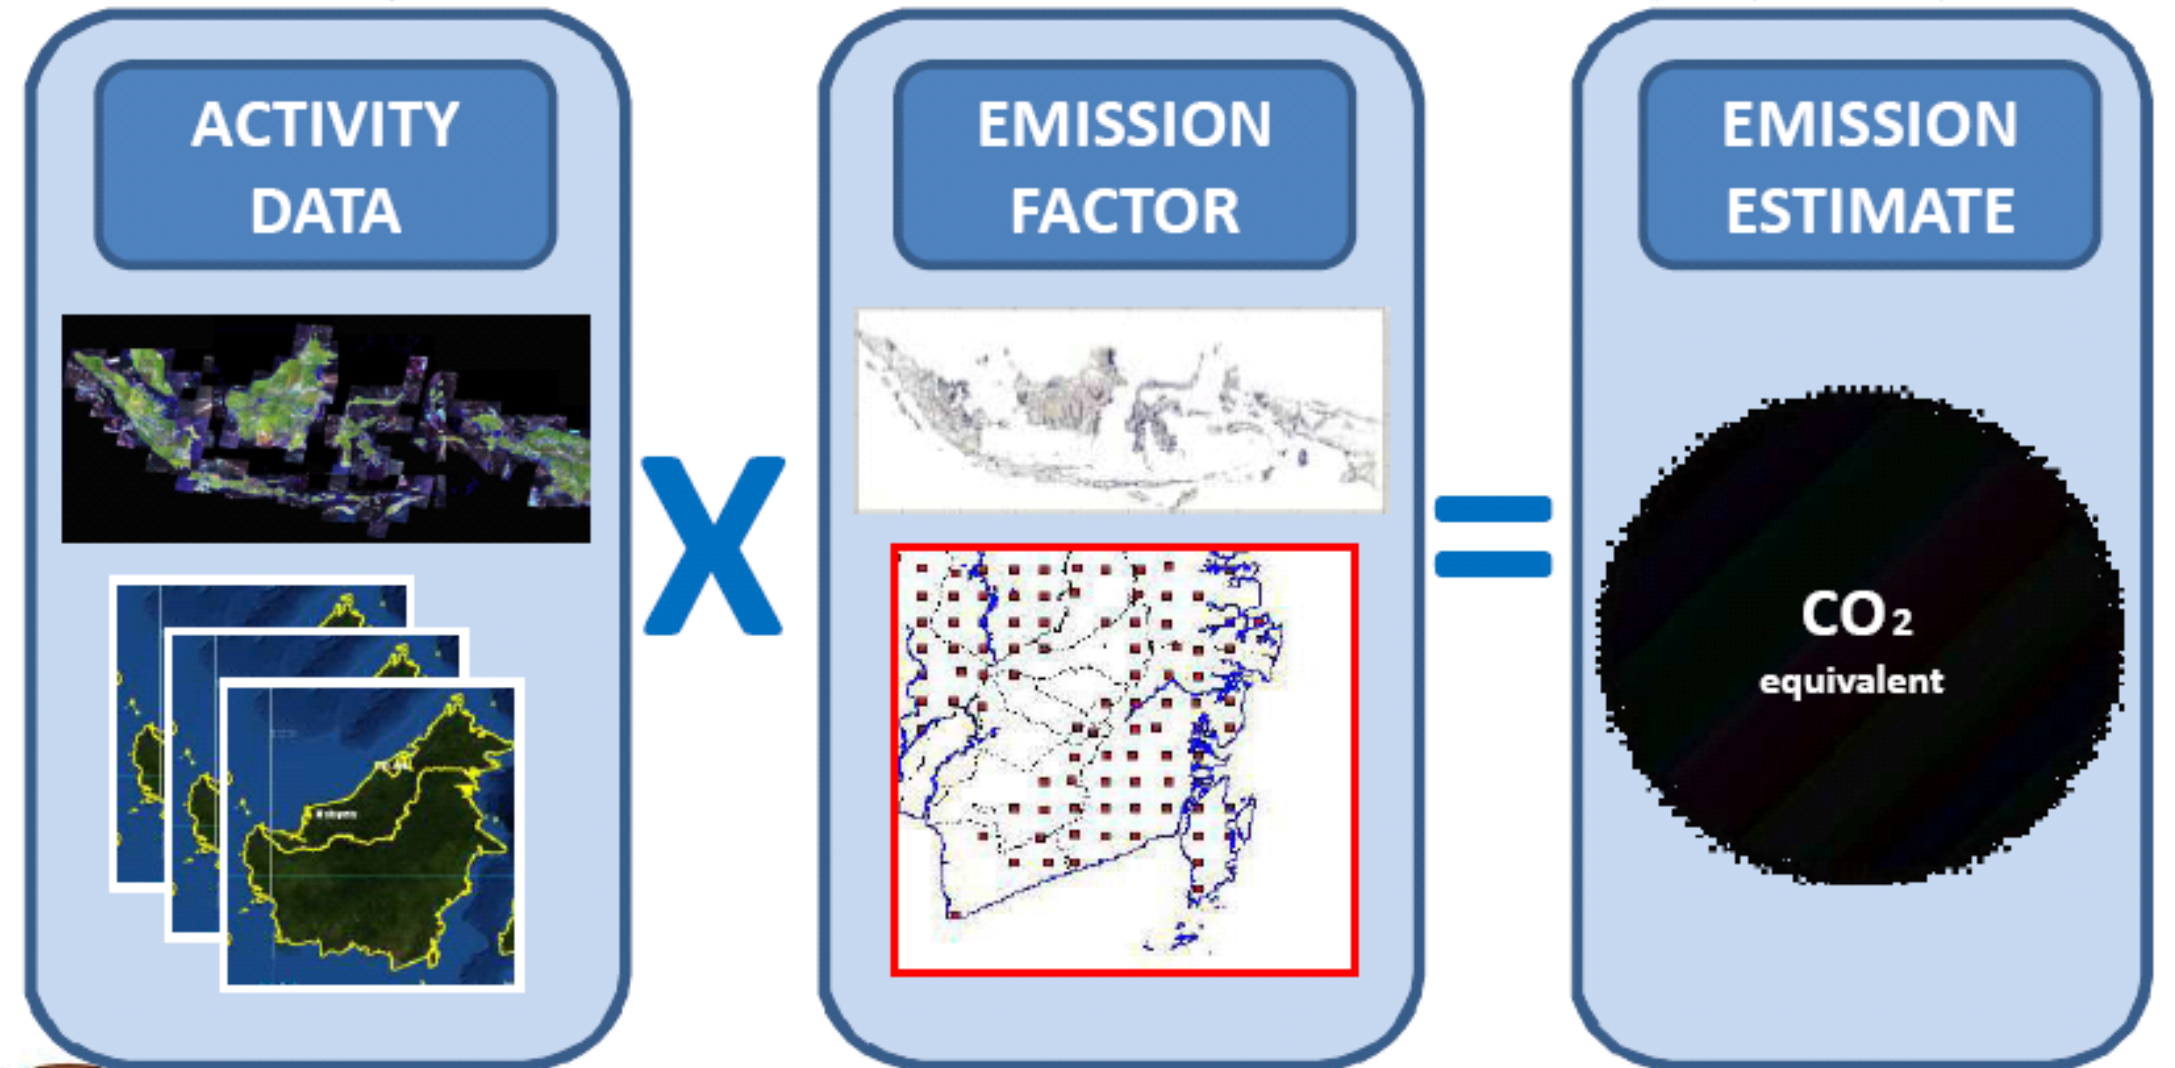 ACTIVITY
DATA
EMISSION
FACTOR
EMISSION
ESTIMATE
X
=
CO₂
equivalent